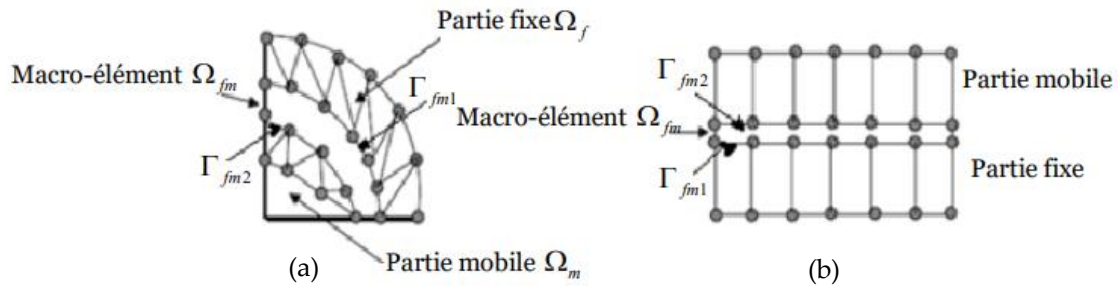 Partie fixe Ω_f
Macro-élément Ω_fm
Γ_fm1
Γ_fm2
Partie mobile Ω_m
(a)
Γ_fm2
Partie mobile
Macro-élément Ω_fm
Γ_fm1
Partie fixe
(b)